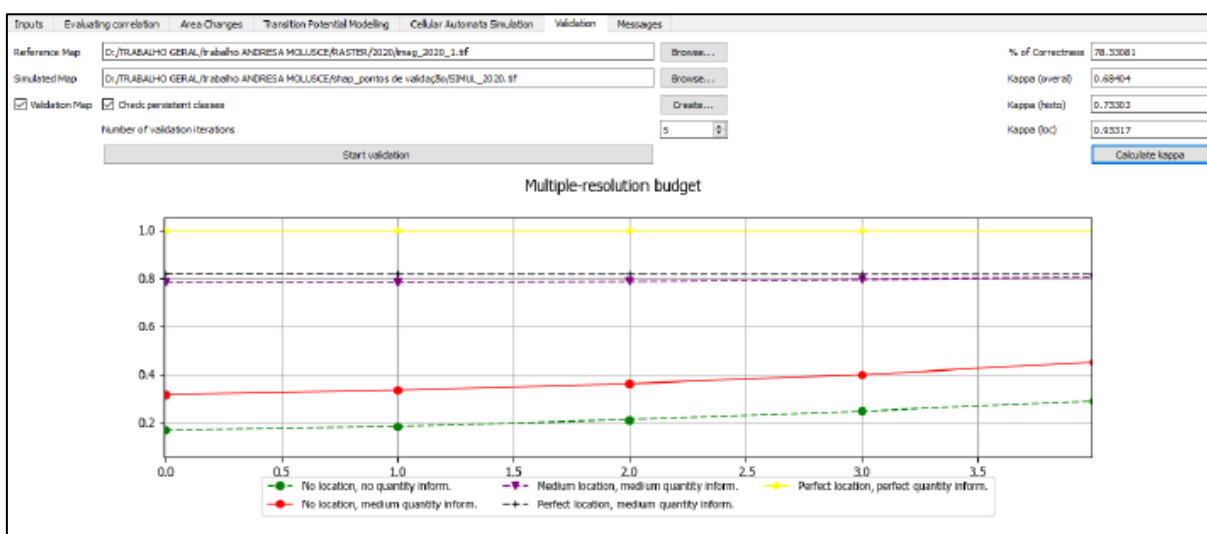 Inputs Evaluating correlation Area Changes Transition Potential Modelling Cellular Automata Simulation Validation Messages
Reference Map D:/TRABALHO GERAL/trabalho ANDRESA MOLUSCE/RASTER/2020/imag_2020_1.tif Browse... % of Correctness 78.33081
Simulated Map D:/TRABALHO GERAL/trabalho ANDRESA MOLUSCE/shap_pontos de validação/SIMUL_2020.tif Browse... Kappa (overal) 0.68404
Validation Map Check persistent classes Create... Kappa (histo) 0.73303
Number of validation iterations 5 Kappa (loc) 0.93317
Start validation Calculate kappa
Multiple-resolution budget
1.0
0.8
0.6
0.4
0.2
0.0 0.5 1.0 1.5 2.0 2.5 3.0 3.5
No location, no quantity inform. Medium location, medium quantity inform. Perfect location, perfect quantity inform.
No location, medium quantity inform. Perfect location, medium quantity inform.